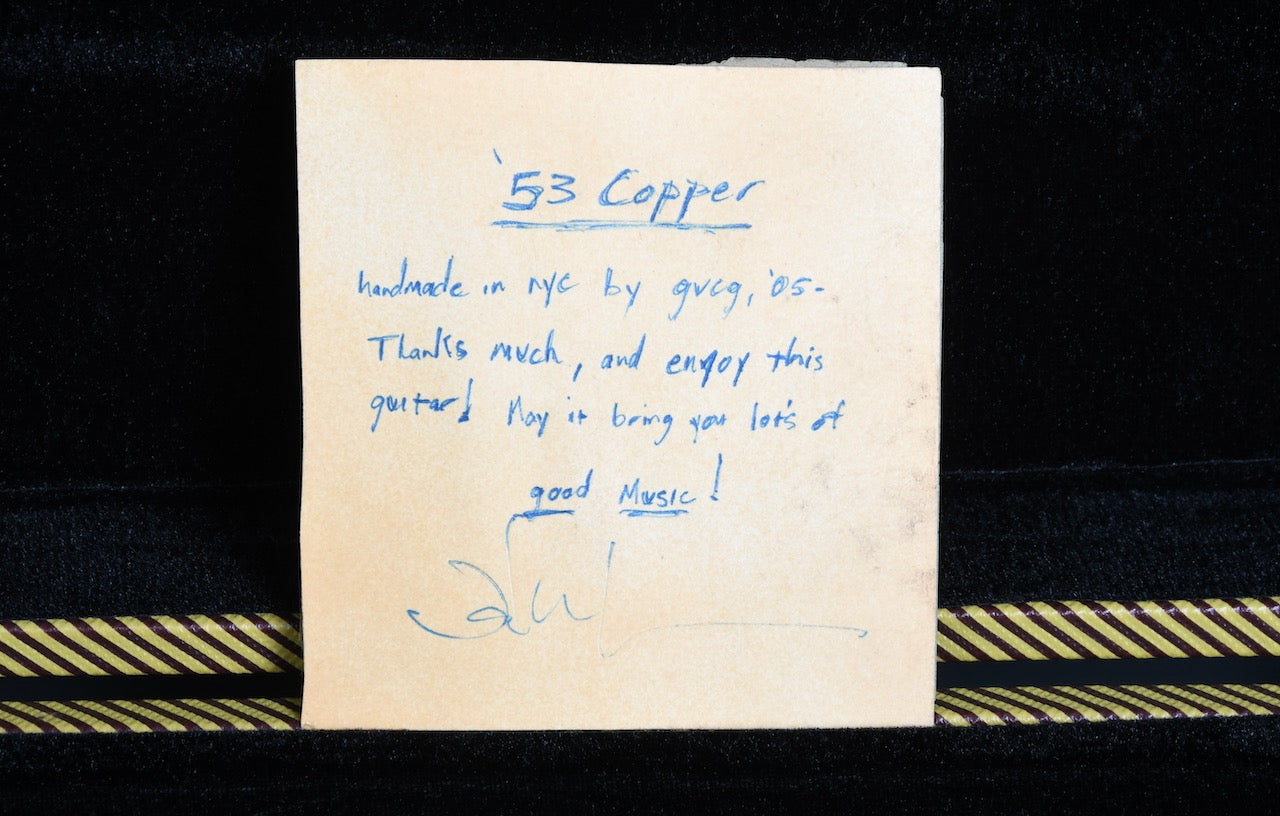 '53 Copper
handmade in nyc by gvcg, '05-
Thanks much, and enjoy this
guitar! May it bring you lot's of
good Music!